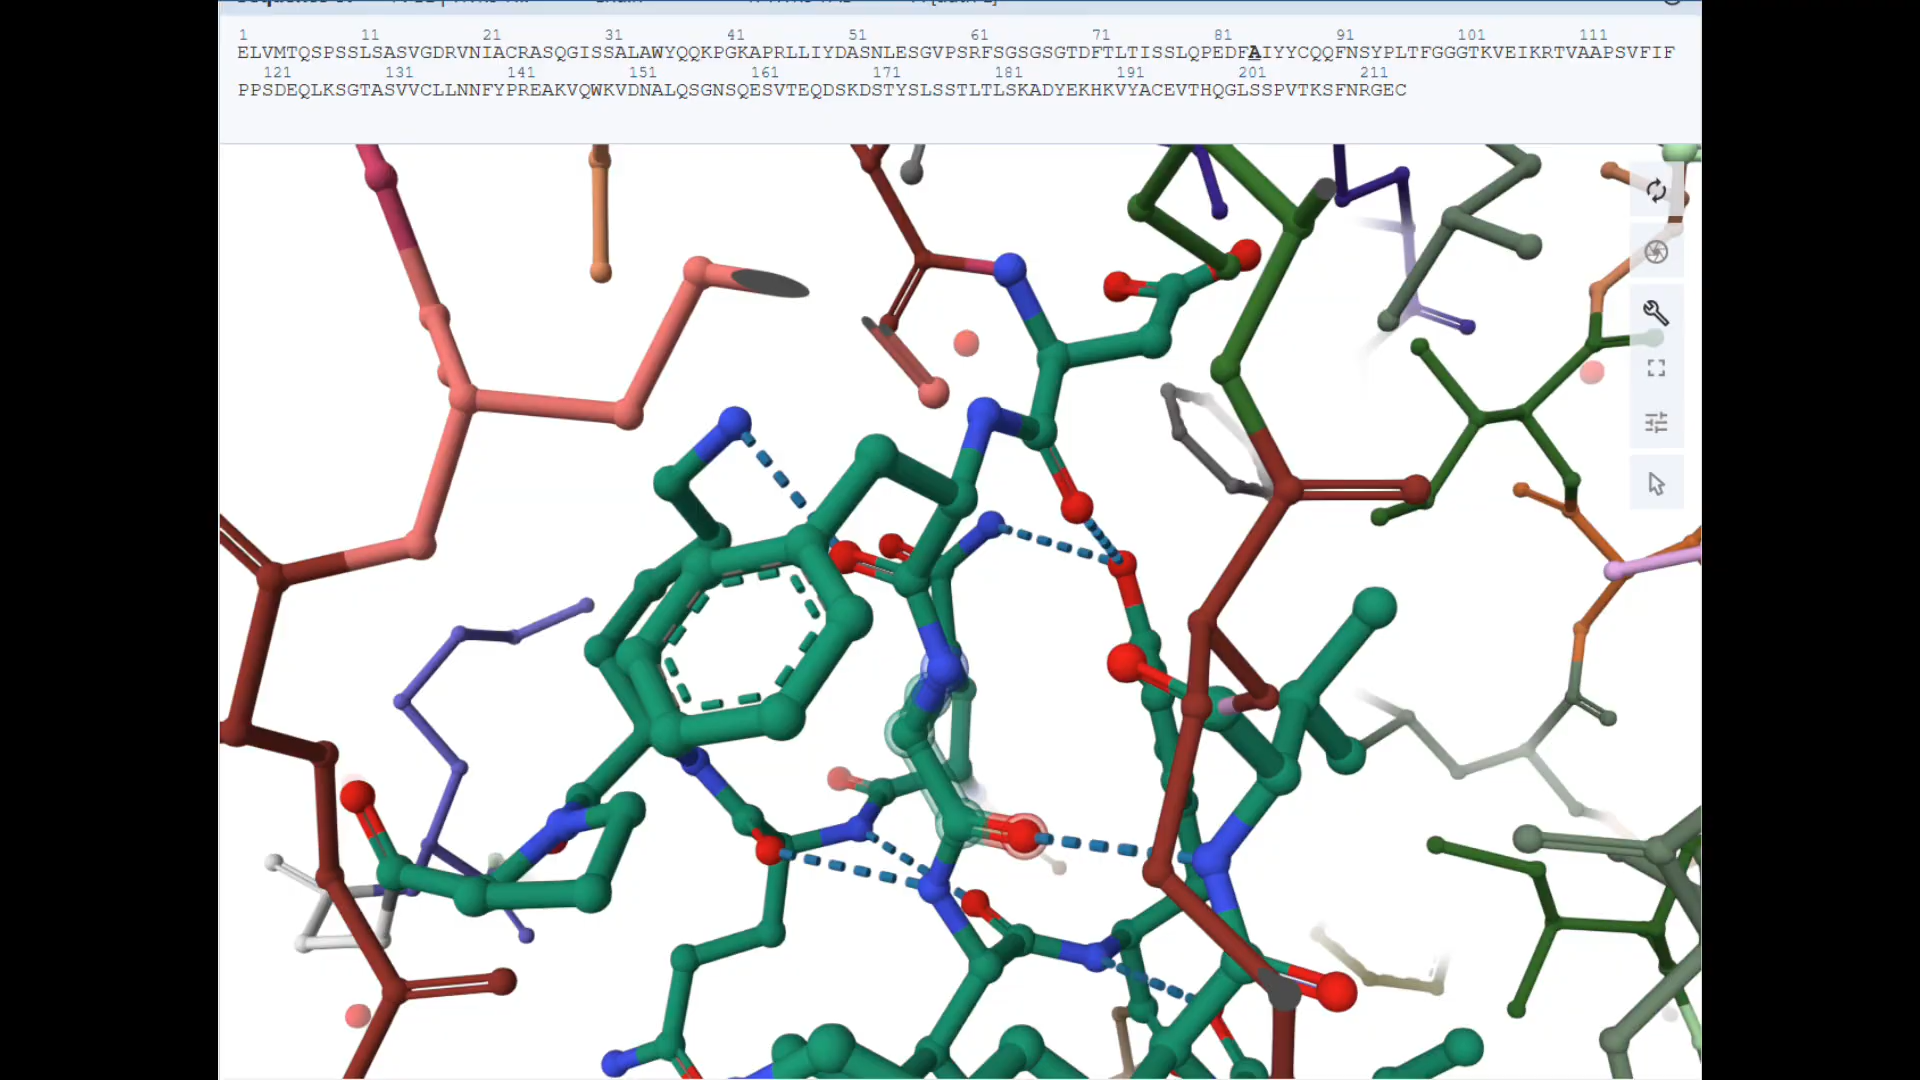 1 11 21 31 41 51 61 71 81 91 101 111
ELVMTQSPSSLSASVGDRVNIACRASQGISSALAWYQQKPGKAPRLLIYDASNLESGVPSRFSGSGSGTDFTLTISSLQPEDFAIYYCQQFNSYPLTFGGGTKVEIKRTVAAPSVFIF
121 131 141 151 161 171 181 191 201 211
PPSDEQLKSGTASVVCLLNNFYPREAKVQWKVDNALQSGNSQESVTEQDSKDSTYSLSSTLTLSKADYEKHKVYACEVTHQGLSSPVTKSFNRGEC